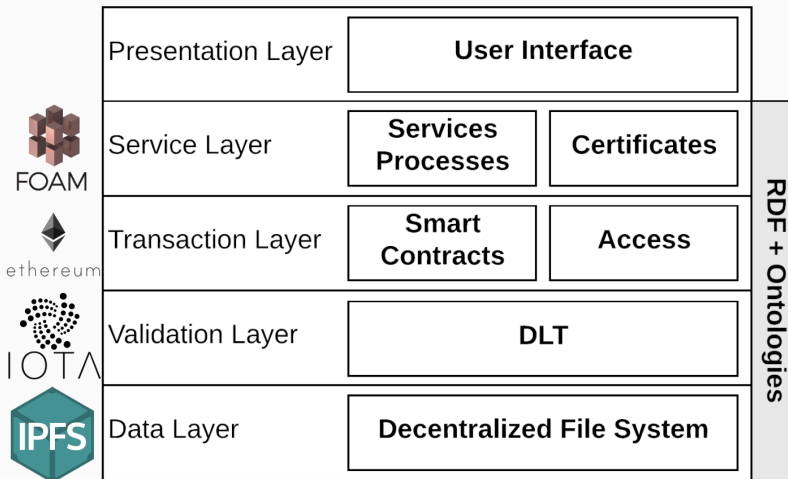 Presentation Layer
User Interface
FOAM
Service Layer
Services
Processes
Certificates
ethereum
Transaction Layer
Smart
Contracts
Access
IOTA
Validation Layer
DLT
IPFS
Data Layer
Decentralized File System
RDF + Ontologies